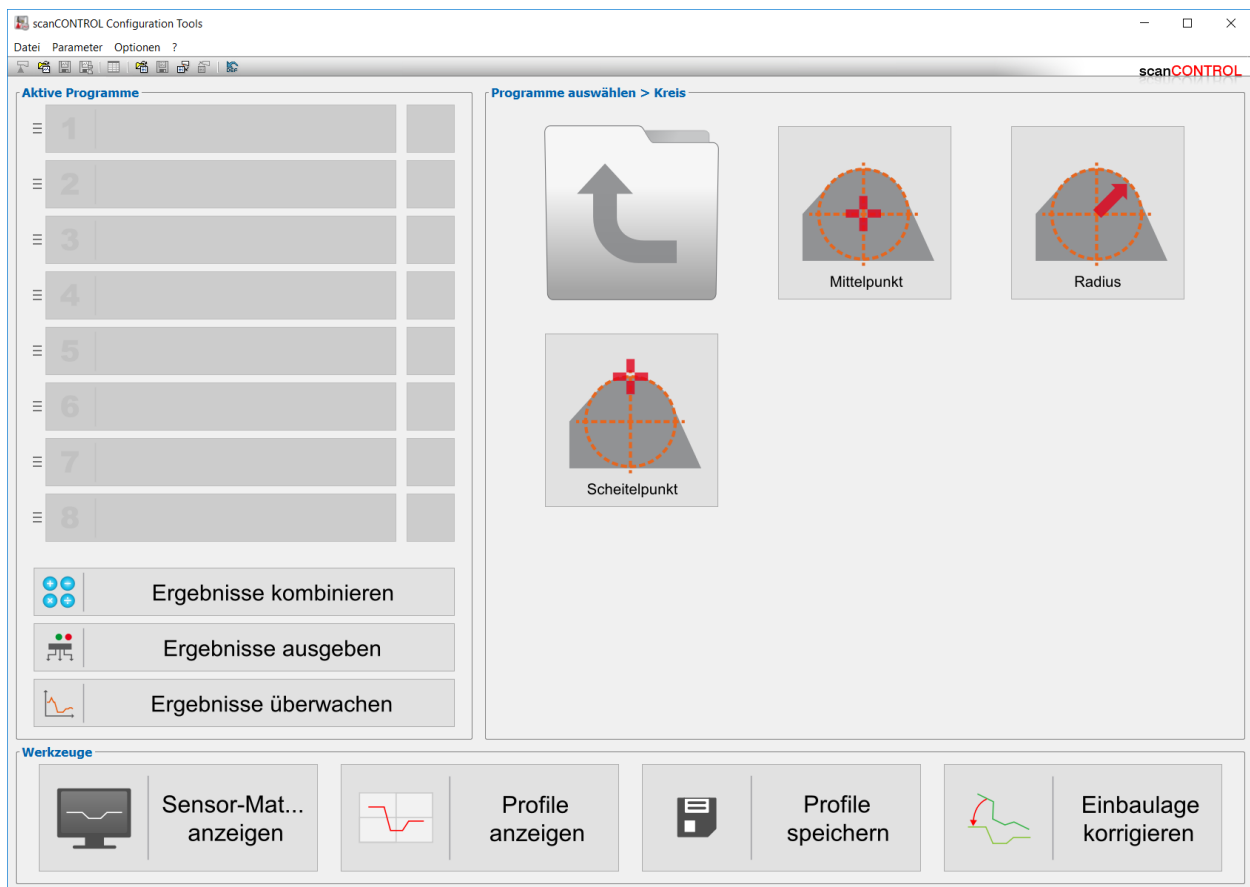 scanCONTROL Configuration Tools
Datei Parameter Optionen ?
scanCONTROL
Aktive Programme
1
2
3
4
5
6
7
8
Ergebnisse kombinieren
Ergebnisse ausgeben
Ergebnisse überwachen
Programme auswählen > Kreis
Mittelpunkt
Radius
Scheitelpunkt
Werkzeuge
Sensor-Mat...
anzeigen
Profile
anzeigen
Profile
speichern
Einbaulage
korrigieren